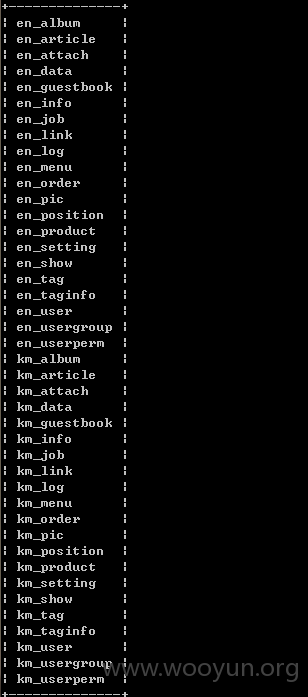 +--------------+
¦ en_album ¦
¦ en_article ¦
¦ en_attach ¦
¦ en_data ¦
¦ en_guestbook ¦
¦ en_info ¦
¦ en_job ¦
¦ en_link ¦
¦ en_log ¦
¦ en_menu ¦
¦ en_order ¦
¦ en_pic ¦
¦ en_position ¦
¦ en_product ¦
¦ en_setting ¦
¦ en_show ¦
¦ en_tag ¦
¦ en_taginfo ¦
¦ en_user ¦
¦ en_usergroup ¦
¦ en_userperm ¦
¦ km_album ¦
¦ km_article ¦
¦ km_attach ¦
¦ km_data ¦
¦ km_guestbook ¦
¦ km_info ¦
¦ km_job ¦
¦ km_link ¦
¦ km_log ¦
¦ km_menu ¦
¦ km_order ¦
¦ km_pic ¦
¦ km_position ¦
¦ km_product ¦
¦ km_setting ¦
¦ km_show ¦
¦ km_tag ¦
¦ km_taginfo ¦
¦ km_user ¦
¦ km_usergroup ¦
¦ km_userperm ¦
+--------------+
www.wooyun.org